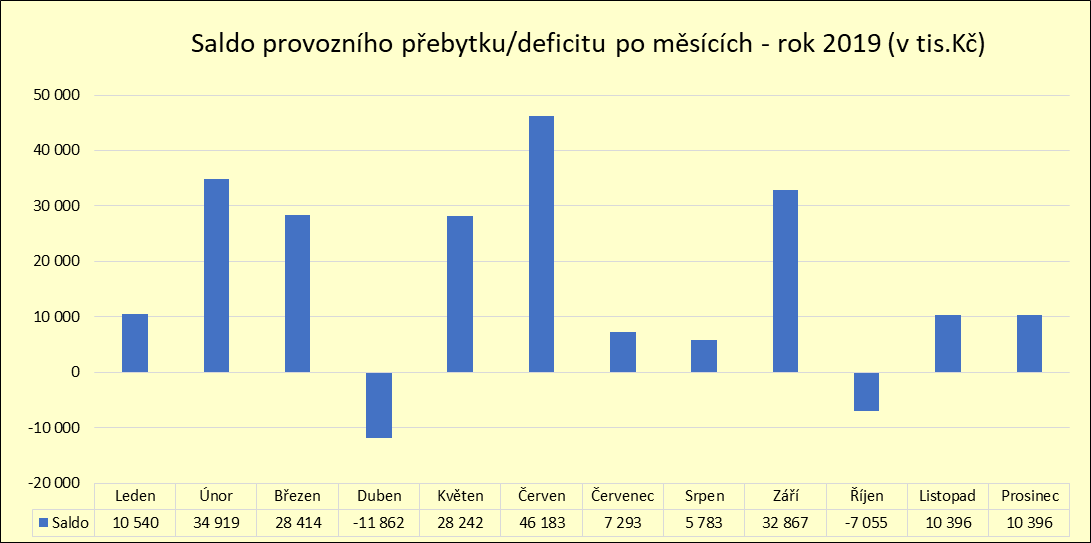 Saldo provozního přebytku/deficitu po měsících - rok 2019 (v tis.Kč)
50 000
40 000
30 000
20 000
10 000
0
-10 000
-20 000
Leden Únor Březen Duben Květen Červen Červenec Srpen Září Říjen Listopad Prosinec
Saldo 10 540 34 919 28 414 -11 862 28 242 46 183 7 293 5 783 32 867 -7 055 10 396 10 396